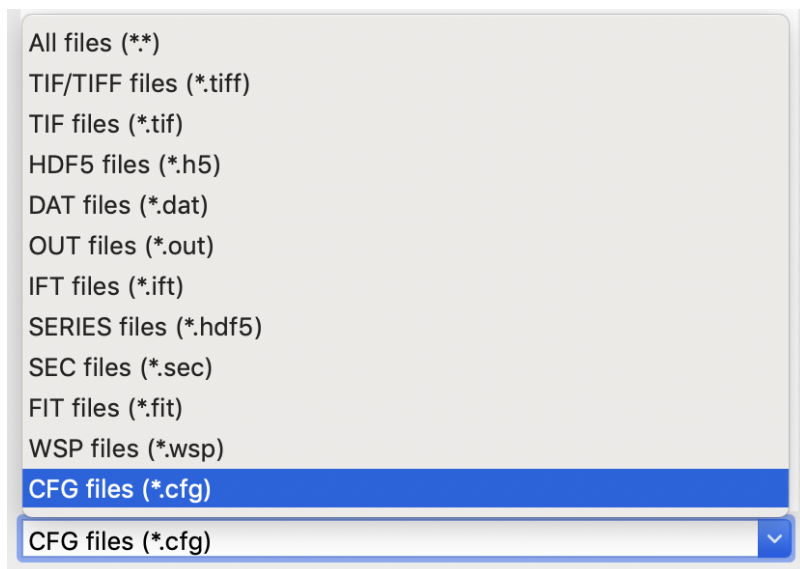 All files (*.*)
TIF/TIFF files (*.tiff)
TIF files (*.tif)
HDF5 files (*.h5)
DAT files (*.dat)
OUT files (*.out)
IFT files (*.ift)
SERIES files (*.hdf5)
SEC files (*.sec)
FIT files (*.fit)
WSP files (*.wsp)
CFG files (*.cfg)
CFG files (*.cfg)